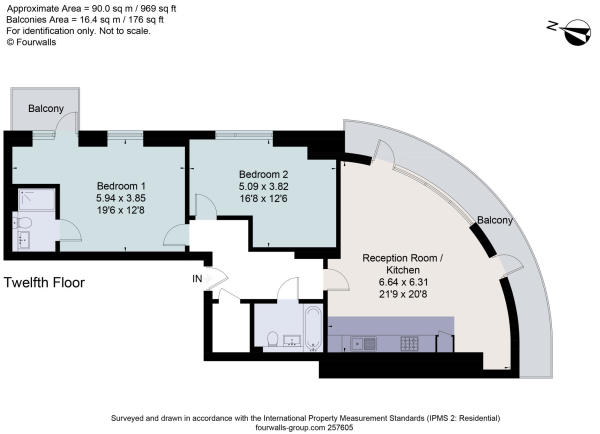 Approximate Area = 90.0 sq m / 969 sq ft
Balconies Area = 16.4 sq m / 176 sq ft
For identification only. Not to scale.
© Fourwalls
N
Balcony
Bedroom 1
5.94 x 3.85
19'6 x 12'8
Bedroom 2
5.09 x 3.82
16'8 x 12'6
Balcony
Reception Room /
Kitchen
6.64 x 6.31
21'9 x 20'8
IN
Twelfth Floor
Surveyed and drawn in accordance with the International Property Measurement Standards (IPMS 2: Residential)
fourwalls-group.com 257605